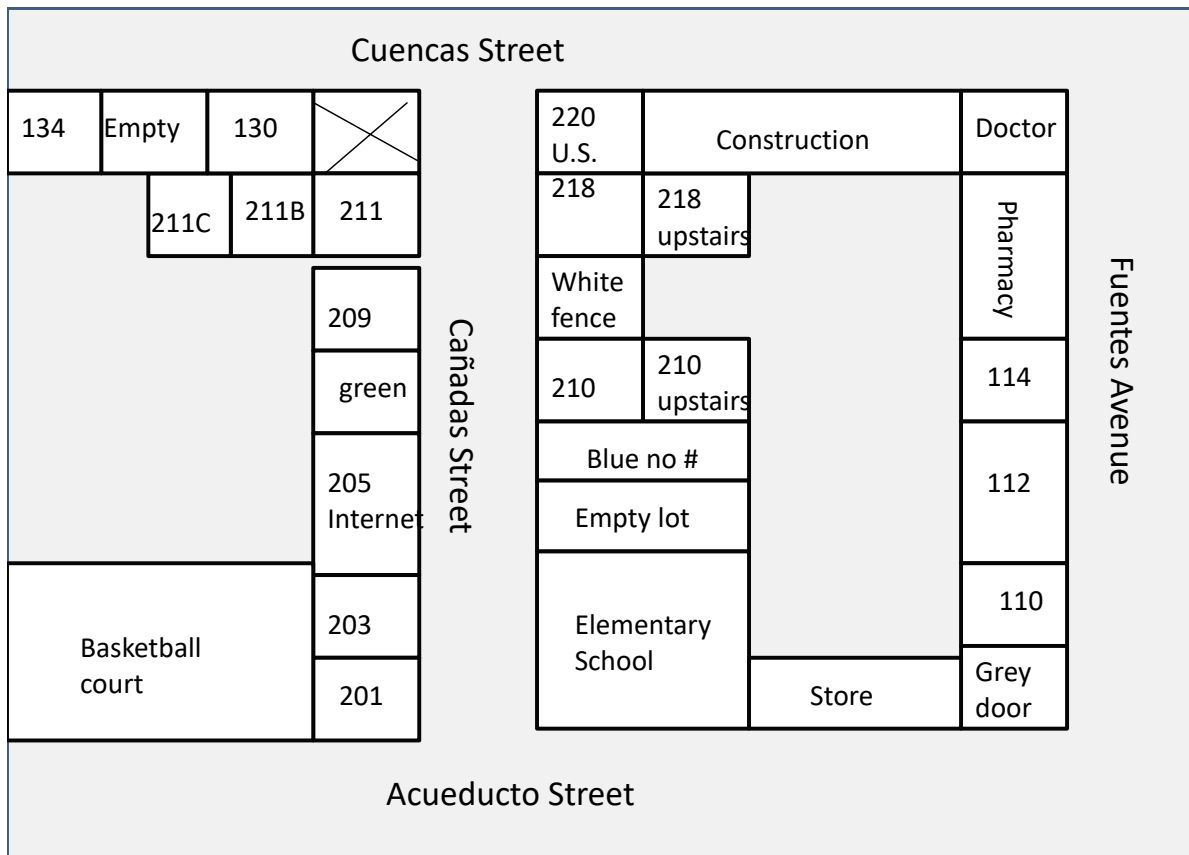 Cuencas Street
134
Empty
130
220
U.S.
Construction
Doctor
211C
211B
211
218
218
upstairs
Pharmacy
White
fence
209
green
210
210
upstairs
114
Cañadas Street
Fuentes Avenue
205
Internet
Blue no #
112
Empty lot
203
Basketball
court
Elementary
School
110
201
Store
Grey
door
Acueducto Street